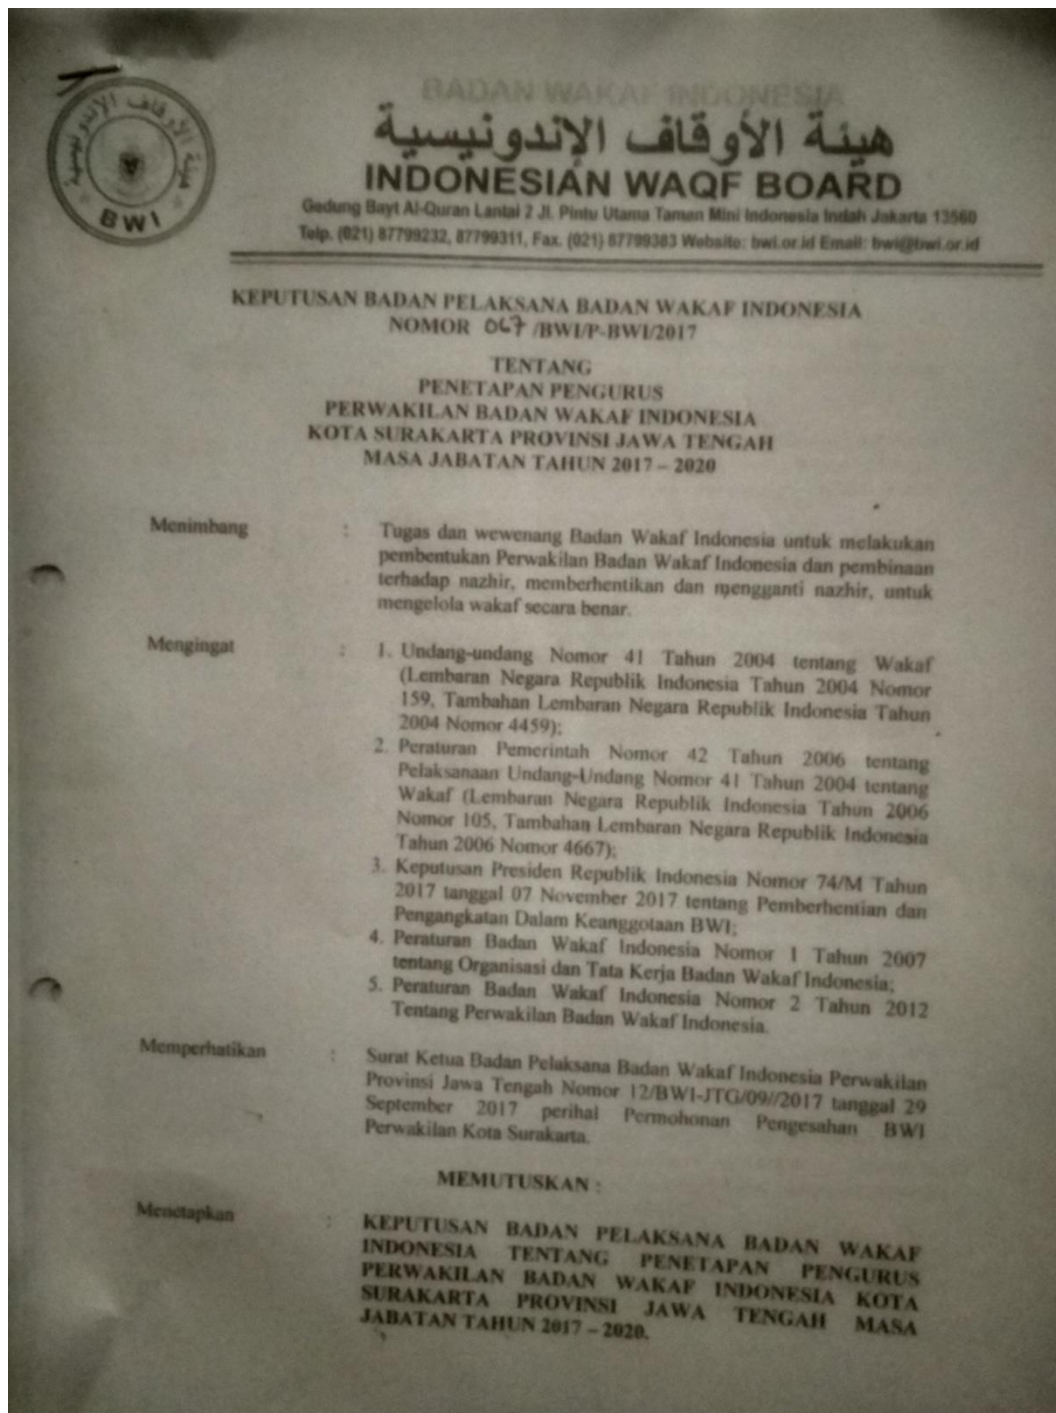 BADAN WAKAF INDONESIA
هيئة الأوقاف الإندونيسية
INDONESIAN WAQF BOARD
Gedung Bayt Al-Quran Lantai 2 Jl. Pintu Utama Taman Mini Indonesia Indah Jakarta 13560
Telp. (021) 87799232, 87799311, Fax. (021) 87799383 Website: bwi.or.id Email: bwi@bwi.or.id
هيئة الأوقاف الإندونيسية
BWI
KEPUTUSAN BADAN PELAKSANA BADAN WAKAF INDONESIA
NOMOR 067 /BWI/P-BWI/2017
TENTANG
PENETAPAN PENGURUS
PERWAKILAN BADAN WAKAF INDONESIA
KOTA SURAKARTA PROVINSI JAWA TENGAH
MASA JABATAN TAHUN 2017 – 2020
Menimbang : Tugas dan wewenang Badan Wakaf Indonesia untuk melakukan
pembentukan Perwakilan Badan Wakaf Indonesia dan pembinaan
terhadap nazhir, memberhentikan dan mengganti nazhir, untuk
mengelola wakaf secara benar.
Mengingat : 1. Undang-undang Nomor 41 Tahun 2004 tentang Wakaf
(Lembaran Negara Republik Indonesia Tahun 2004 Nomor
159, Tambahan Lembaran Negara Republik Indonesia Tahun
2004 Nomor 4459);
2. Peraturan Pemerintah Nomor 42 Tahun 2006 tentang
Pelaksanaan Undang-Undang Nomor 41 Tahun 2004 tentang
Wakaf (Lembaran Negara Republik Indonesia Tahun 2006
Nomor 105, Tambahan Lembaran Negara Republik Indonesia
Tahun 2006 Nomor 4667);
3. Keputusan Presiden Republik Indonesia Nomor 74/M Tahun
2017 tanggal 07 November 2017 tentang Pemberhentian dan
Pengangkatan Dalam Keanggotaan BWI;
4. Peraturan Badan Wakaf Indonesia Nomor 1 Tahun 2007
tentang Organisasi dan Tata Kerja Badan Wakaf Indonesia;
5. Peraturan Badan Wakaf Indonesia Nomor 2 Tahun 2012
Tentang Perwakilan Badan Wakaf Indonesia.
Memperhatikan : Surat Ketua Badan Pelaksana Badan Wakaf Indonesia Perwakilan
Provinsi Jawa Tengah Nomor 12/BWI-JTG/09//2017 tanggal 29
September 2017 perihal Permohonan Pengesahan BWI
Perwakilan Kota Surakarta.
MEMUTUSKAN :
Menetapkan : KEPUTUSAN BADAN PELAKSANA BADAN WAKAF
INDONESIA TENTANG PENETAPAN PENGURUS
PERWAKILAN BADAN WAKAF INDONESIA KOTA
SURAKARTA PROVINSI JAWA TENGAH MASA
JABATAN TAHUN 2017 – 2020.